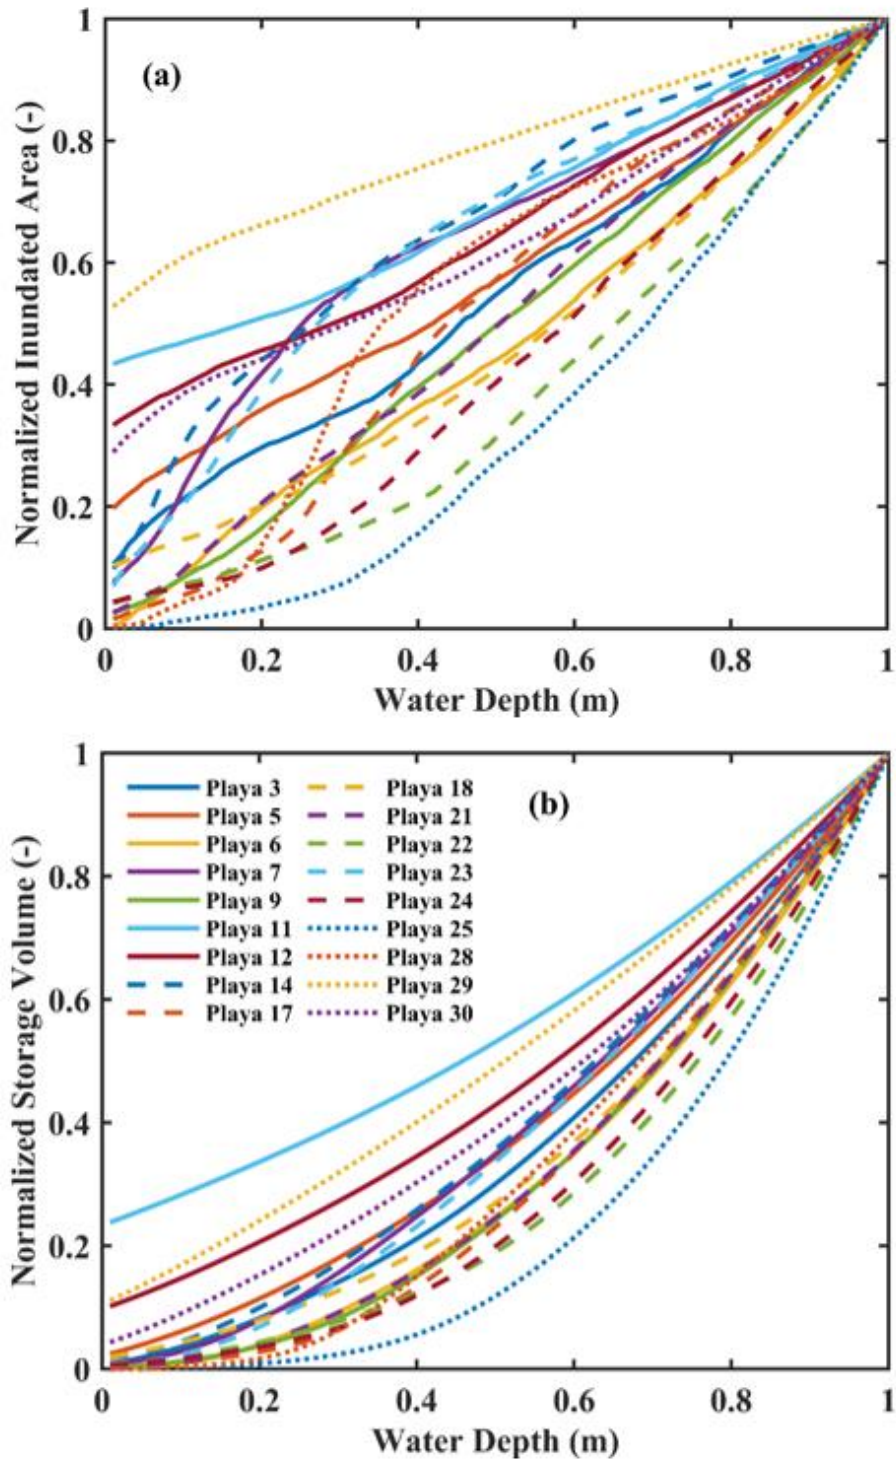 1
(a)
0.8
0.6
0.4
0.2
0
Normalized Inundated Area (-)
0 0.2 0.4 0.6 0.8 1
Water Depth (m)
1
(b)
0.8
0.6
0.4
0.2
0
Normalized Storage Volume (-)
Playa 3 Playa 18
Playa 5 Playa 21
Playa 6 Playa 22
Playa 7 Playa 23
Playa 9 Playa 24
Playa 11 Playa 25
Playa 12 Playa 28
Playa 14 Playa 29
Playa 17 Playa 30
0 0.2 0.4 0.6 0.8 1
Water Depth (m)